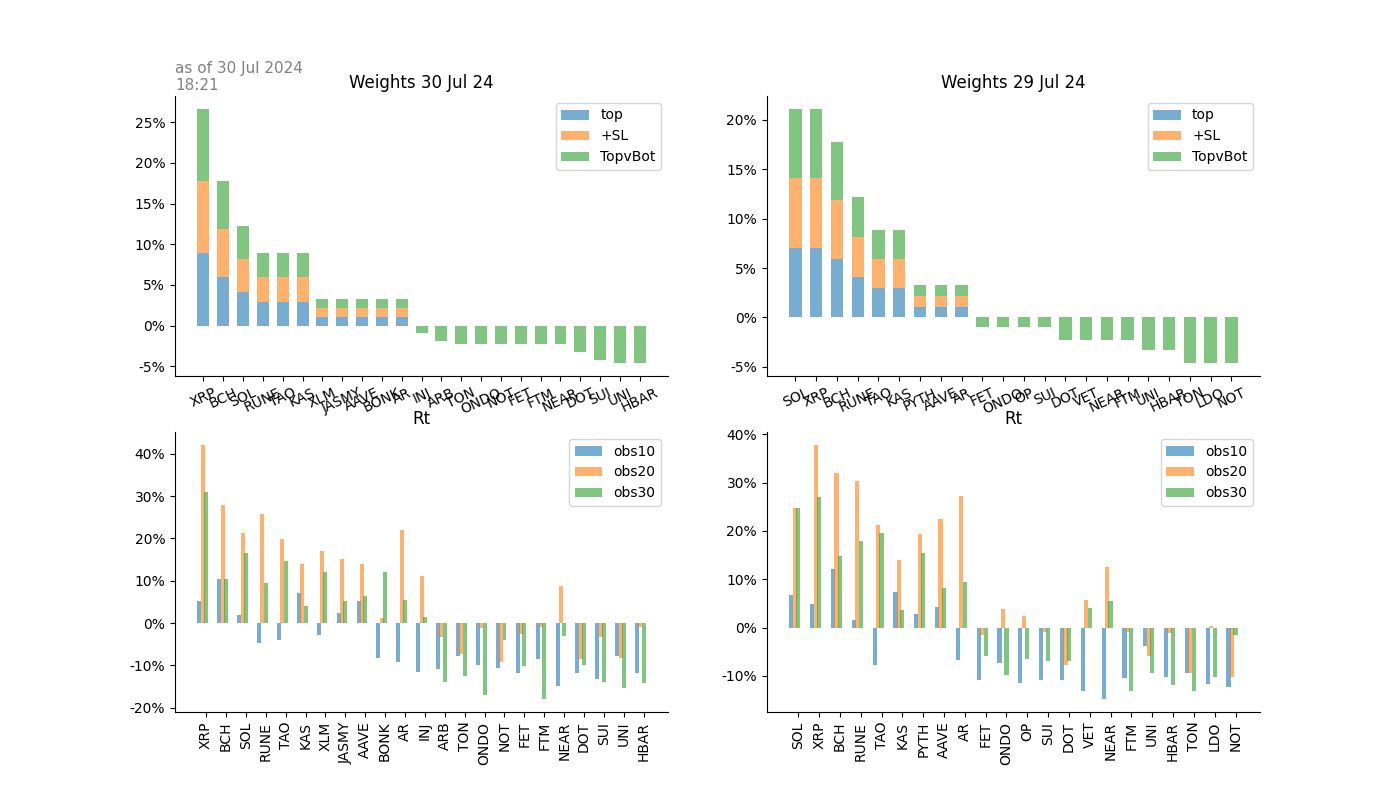 as of 30 Jul 2024
18:21
Weights 30 Jul 24
25%
20%
15%
10%
5%
0%
-5%
top
+SL
TopvBot
XRP BCH SOL RUNE TAO KAS XLM JASMY AAVE BONK AR INJ ARB TON ONDO NOT FET FTM NEAR DOT SUI UNI HBAR
Weights 29 Jul 24
20%
15%
10%
5%
0%
-5%
top
+SL
TopvBot
SOL XRP BCH RUNE TAO KAS PYTH AAVE AR FET ONDO OP SUI DOT VET NEAR FTM UNI HBAR TON LDO NOT
Rt
40%
30%
20%
10%
0%
-10%
-20%
obs10
obs20
obs30
XRP BCH SOL RUNE TAO KAS XLM JASMY AAVE BONK AR INJ ARB TON ONDO NOT FET FTM NEAR DOT SUI UNI HBAR
Rt
40%
30%
20%
10%
0%
-10%
obs10
obs20
obs30
SOL XRP BCH RUNE TAO KAS PYTH AAVE AR FET ONDO OP SUI DOT VET NEAR FTM UNI HBAR TON LDO NOT